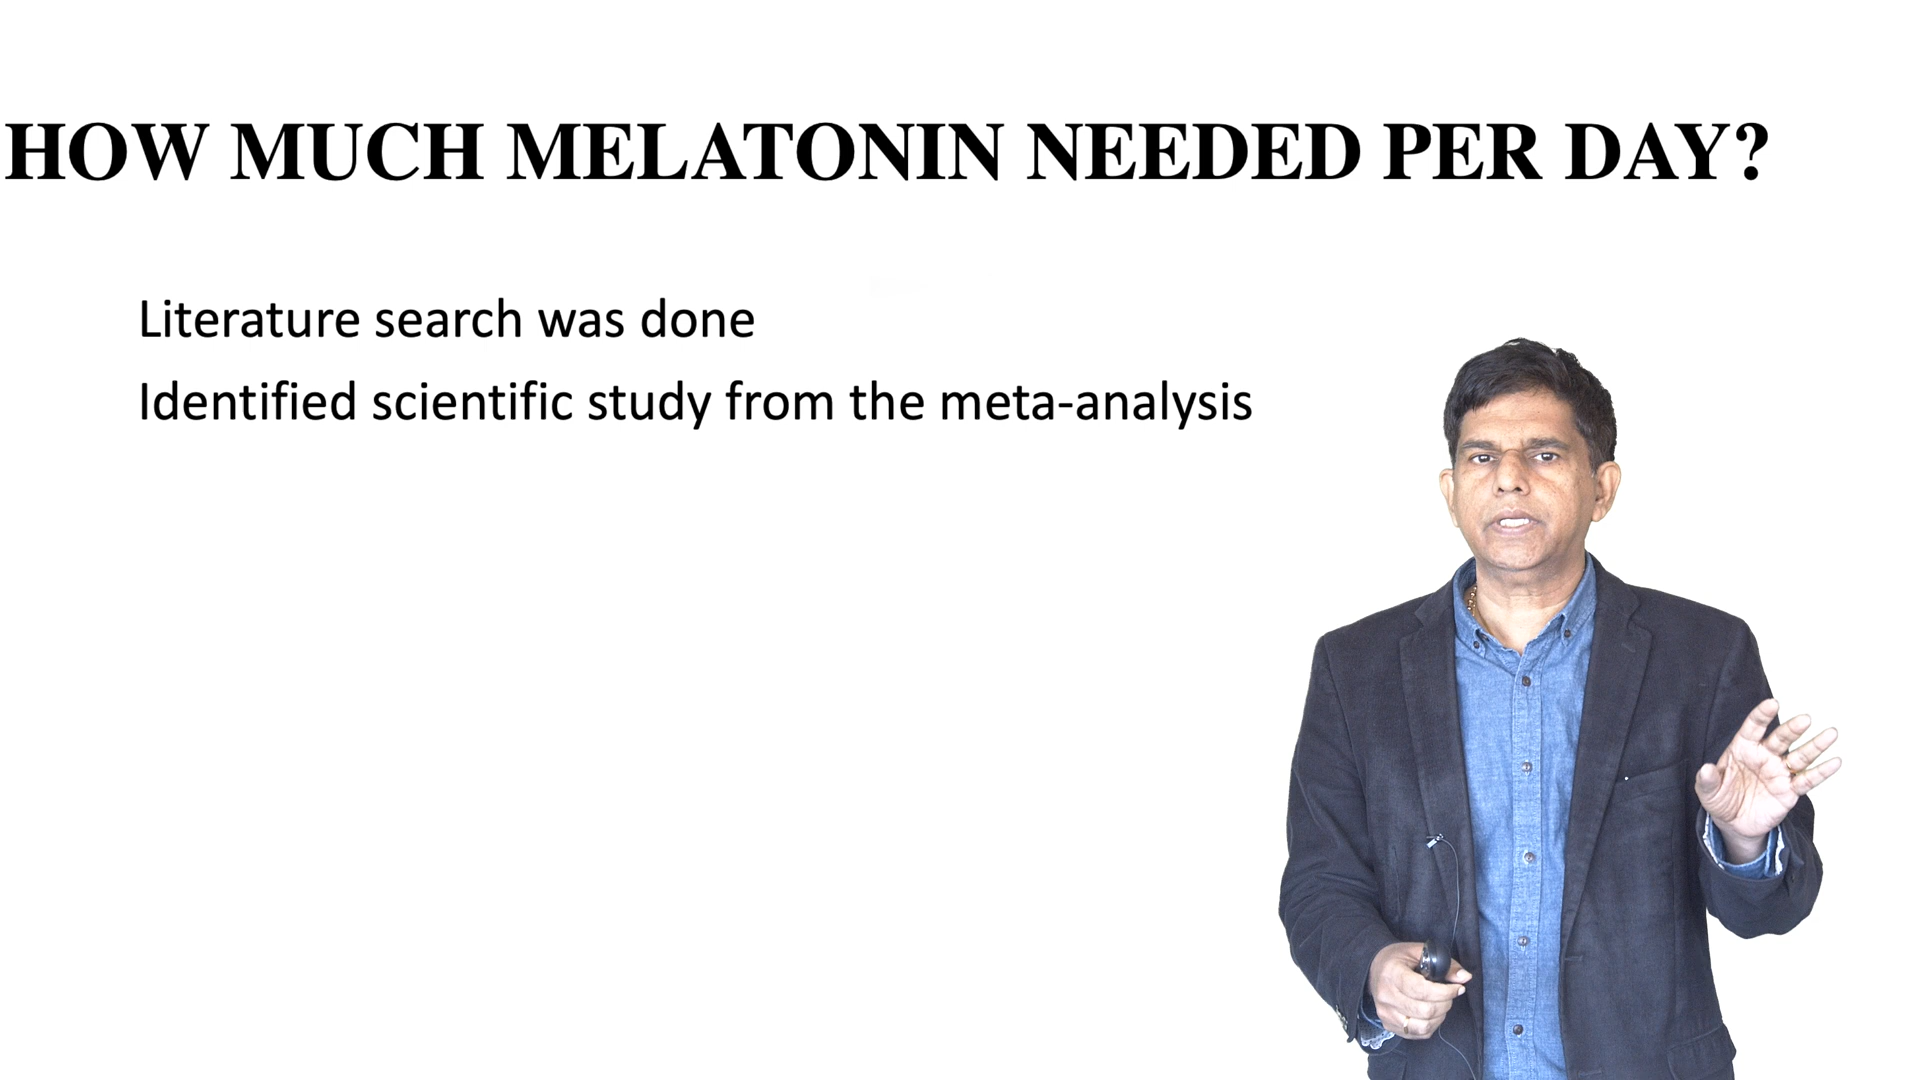 HOW MUCH MELATONIN NEEDED PER DAY?
Literature search was done
Identified scientific study from the meta-analysis